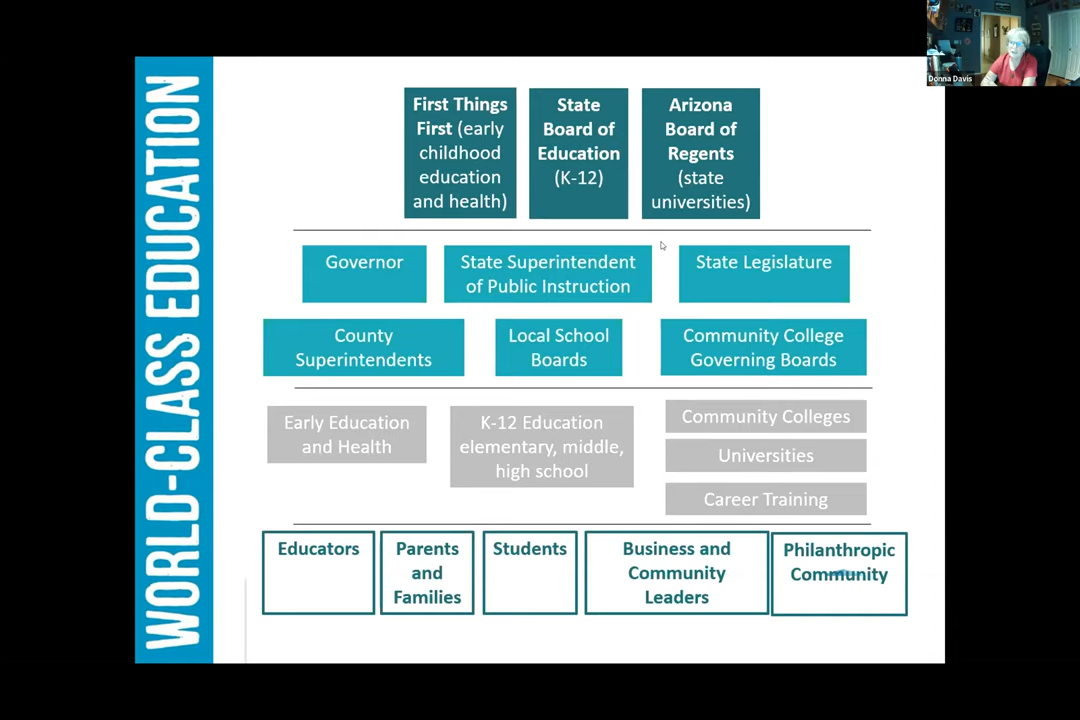 WORLD-CLASS EDUCATION
First Things
First (early
childhood
education
and health)
State
Board of
Education
(K-12)
Arizona
Board of
Regents
(state
universities)
Governor
State Superintendent
of Public Instruction
State Legislature
County
Superintendents
Local School
Boards
Community College
Governing Boards
Early Education
and Health
K-12 Education
elementary, middle,
high school
Community Colleges
Universities
Career Training
Educators
Parents
and
Families
Students
Business and
Community
Leaders
Philanthropic
Community
Donna Davis